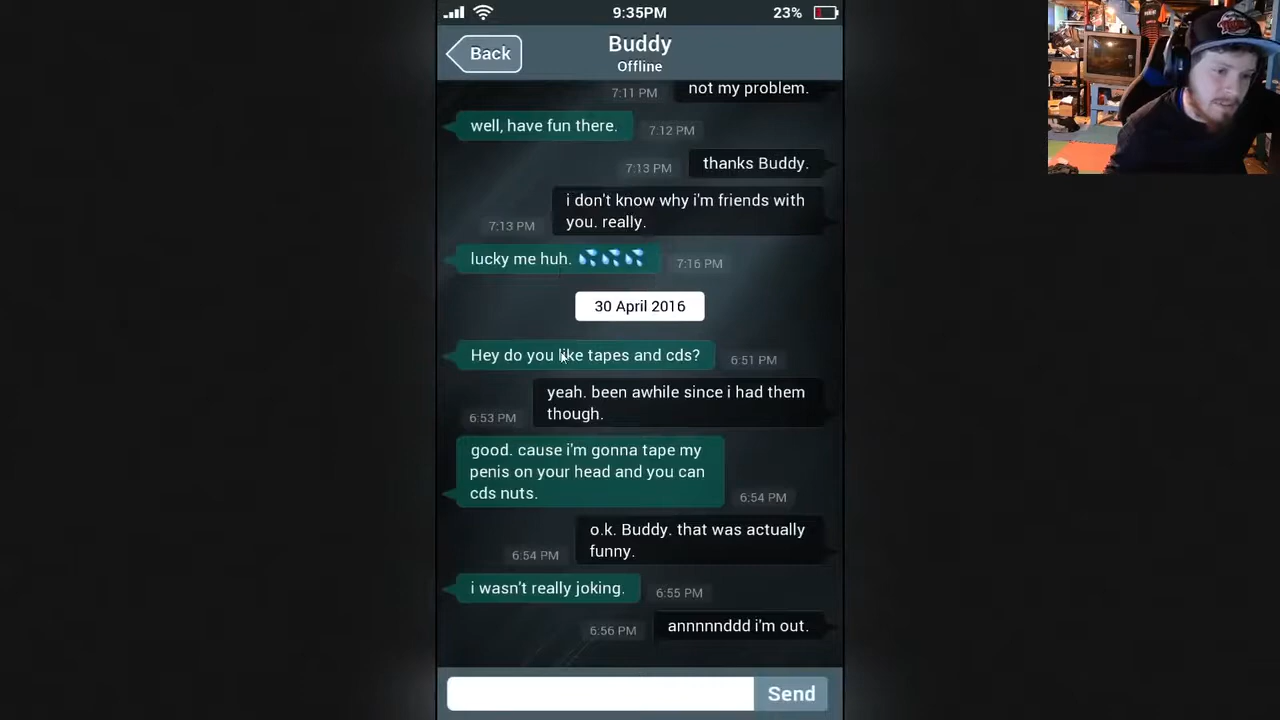 9:35PM
23%
Back
Buddy
Offline
7:11 PM
not my problem.
well, have fun there.
7:12 PM
7:13 PM
thanks Buddy.
i don't know why i'm friends with
you. really.
7:13 PM
lucky me huh. 💦💦💦
7:16 PM
30 April 2016
Hey do you like tapes and cds?
6:51 PM
yeah. been awhile since i had them
though.
6:53 PM
good. cause i'm gonna tape my
penis on your head and you can
cds nuts.
6:54 PM
o.k. Buddy. that was actually
funny.
6:54 PM
i wasn't really joking.
6:55 PM
6:56 PM
annnnnddd i'm out.
Send